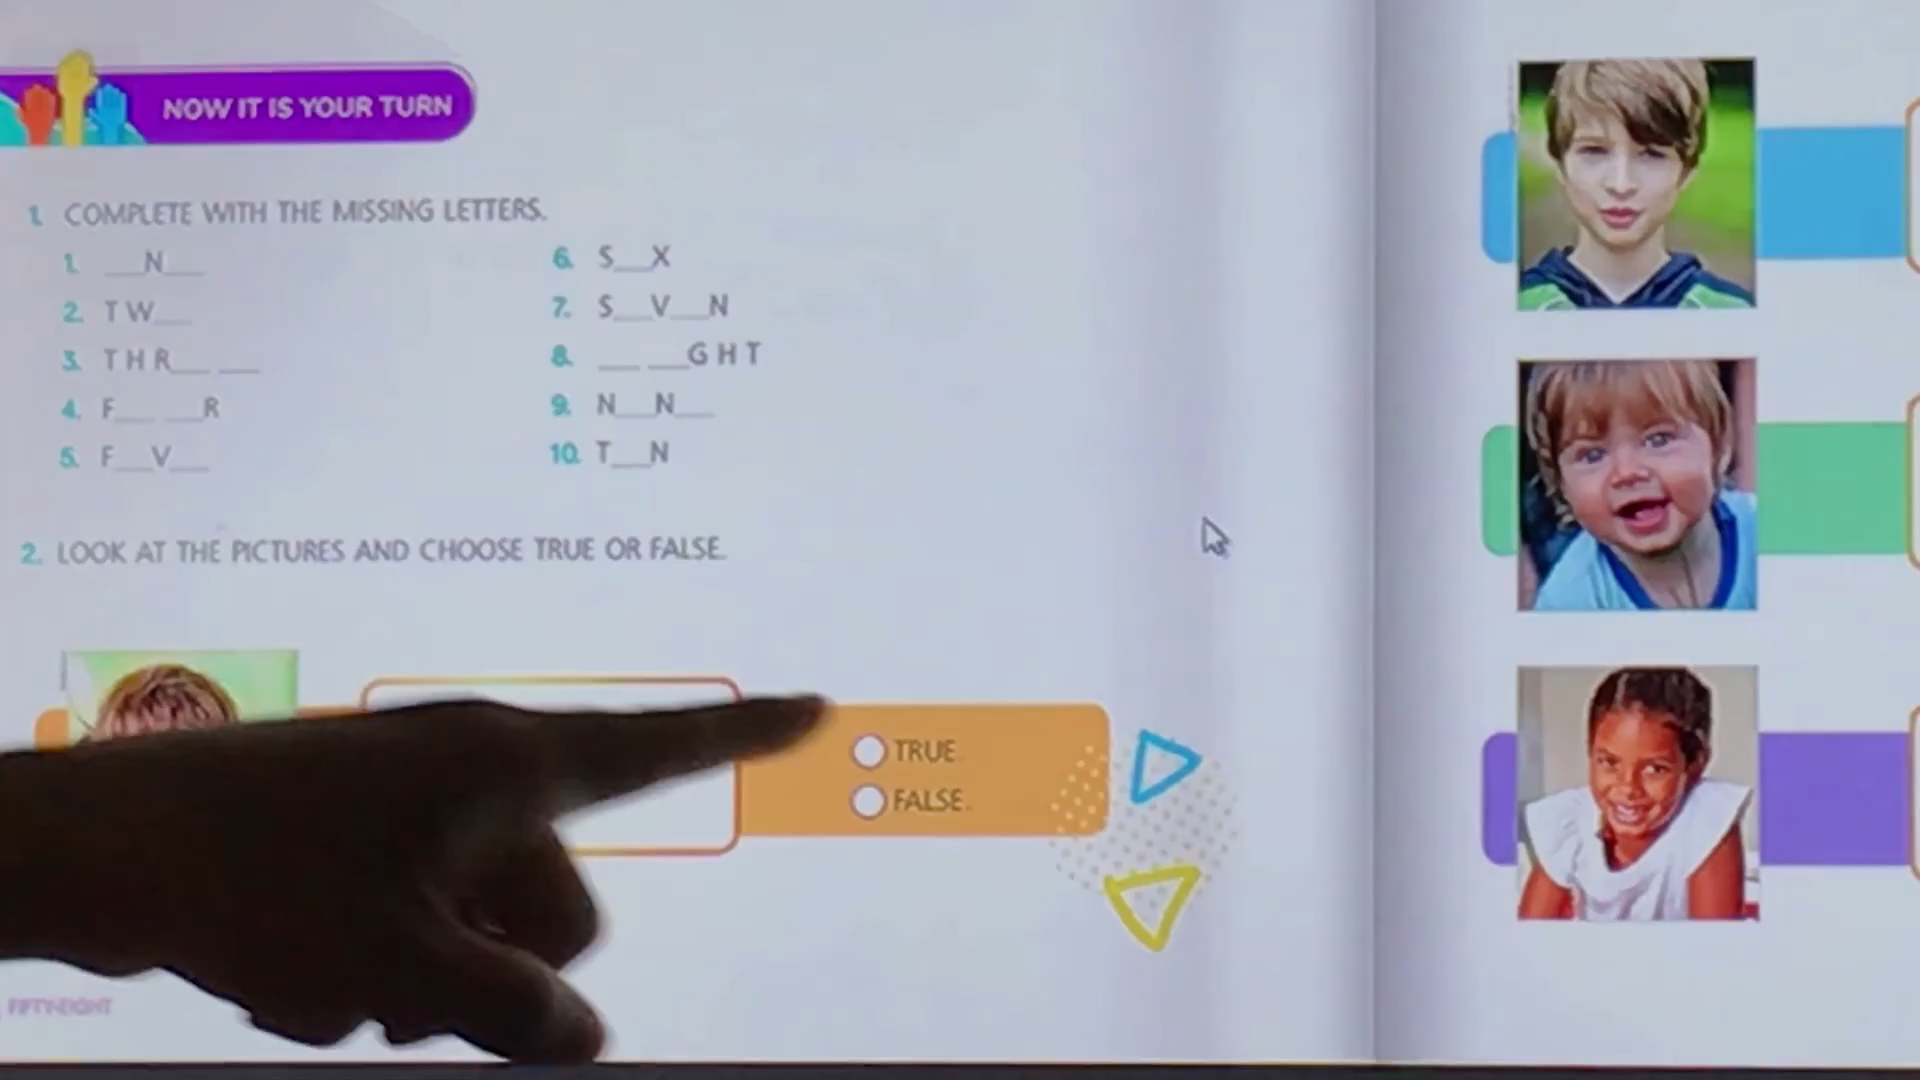 NOW IT IS YOUR TURN
1. COMPLETE WITH THE MISSING LETTERS.
1. __N__
2. TW__
3. THR__ __
4. F__ __R
5. F__V__
6. S__X
7. S__V__N
8. __ __GHT
9. N__N__
10. T__N
2. LOOK AT THE PICTURES AND CHOOSE TRUE OR FALSE.
TRUE.
FALSE.
FIFTY-EIGHT